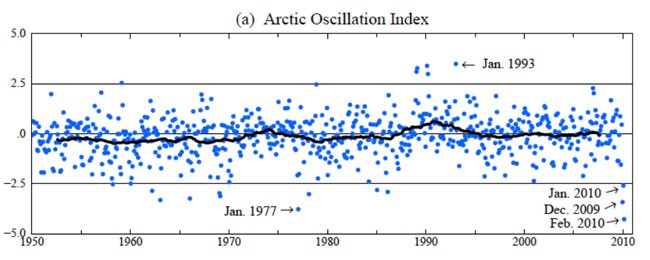 (a) Arctic Oscillation Index
5.0
← Jan. 1993
2.5
.0
−2.5
Jan. 2010 →
Jan. 1977 →
Dec. 2009 →
Feb. 2010 →
−5.0
1950 1960 1970 1980 1990 2000 2010